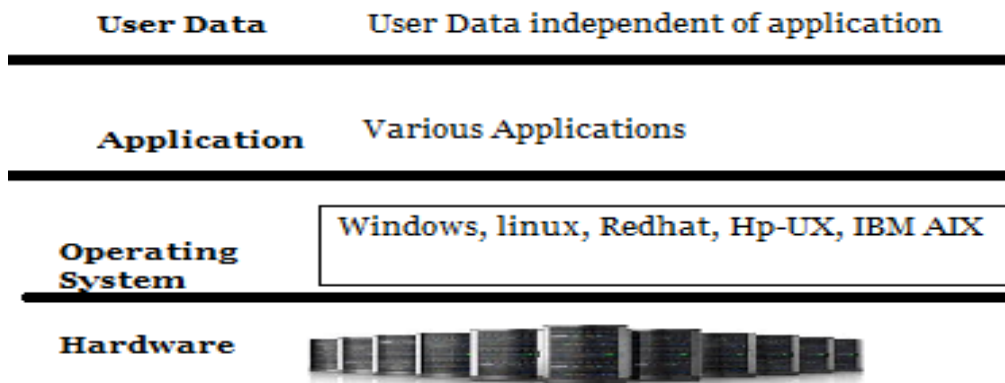 User Data
User Data independent of application
Application
Various Applications
Operating
System
Windows, linux, Redhat, Hp-UX, IBM AIX
Hardware